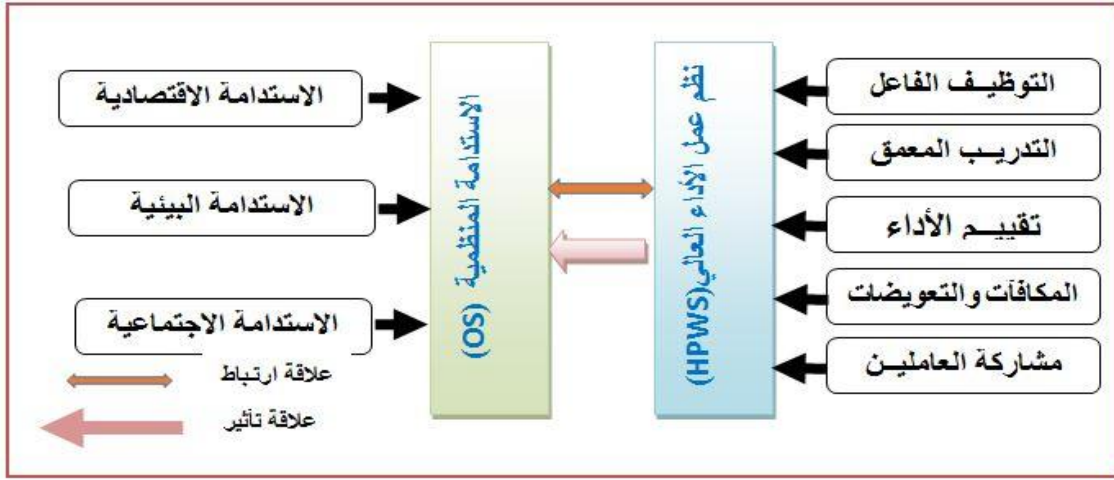 التوظيـف الفاعل
التدريـب المعمق
تقييـم الأداء
المكافآت والتعويضات
مشاركة العامليـن
نظم عمل الأداء العالي(HPWS)
الاستدامة المنظمية (OS)
الاستدامة الاقتصادية
الاستدامة البيئية
الاستدامة الاجتماعية
علاقة ارتباط
علاقة تأثير